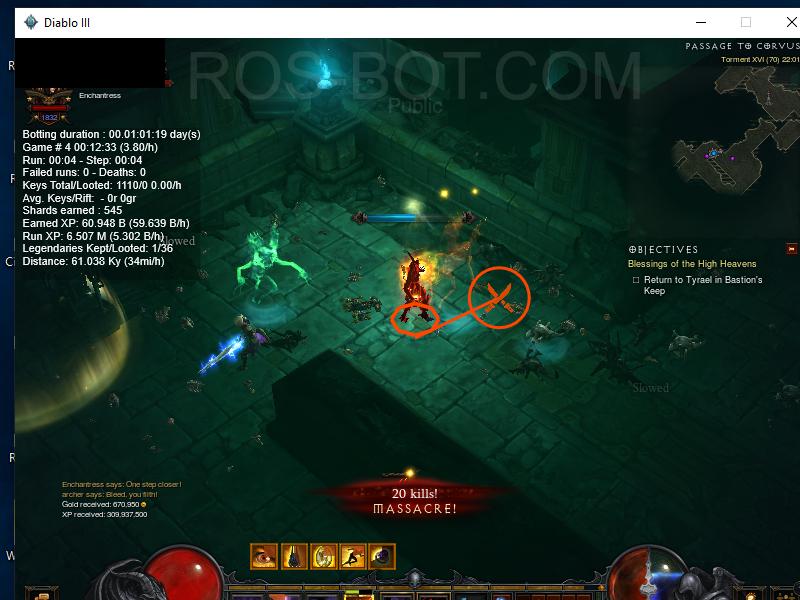 Diablo III
ROS-BOT.COM
PASSAGE TO CORVUS
Torment XVI (70) 22:01
Public
Enchantress
1832
Botting duration : 00.01:01:19 day(s)
Game # 4 00:12:33 (3.80/h)
Run: 00:04 - Step: 00:04
Failed runs: 0 - Deaths: 0
Keys Total/Looted: 1110/0 0.00/h
Avg. Keys/Rift:  - 0r 0gr
Shards earned : 545
Earned XP: 60.948 B (59.639 B/h)
Run XP: 6.507 M (5.302 B/h)
Legendaries Kept/Looted: 1/36
Distance: 61.038 Ky (34mi/h)
lowed
OBJECTIVES
Blessings of the High Heavens
Return to Tyrael in Bastion's
Keep
Slowed
Enchantress says: One step closer!
archer says: Bleed, you filth!
Gold received: 670,950
XP received: 309,937,500
20 kills!
MASSACRE!